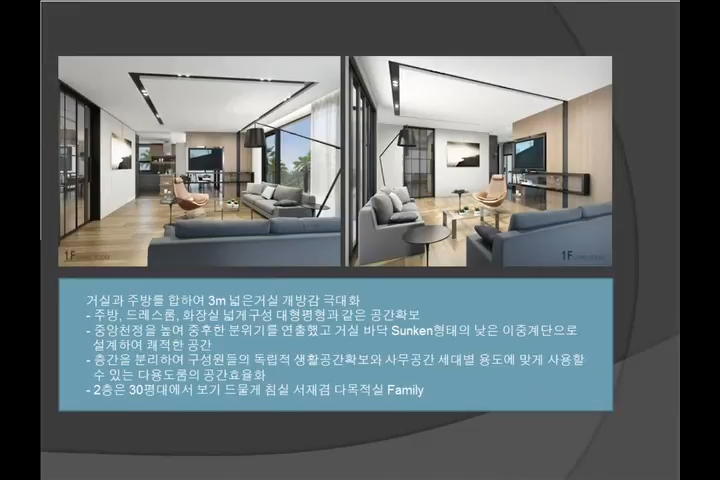 1F LIVING ROOM
1F LIVING ROOM
거실과 주방를 합하여 3m 넓은거실 개방감 극대화
- 주방, 드레스룸, 화장실 넓게구성 대형평형과 같은 공간확보
- 중앙천정을 높여 중후한 분위기를 연출했고 거실 바닥 Sunken형태의 낮은 이중계단으로
설계하여 쾌적한 공간
- 층간을 분리하여 구성원들의 독립적 생활공간확보와 사무공간 세대별 용도에 맞게 사용할
수 있는 다용도룸의 공간효율화
- 2층은 30평대에서 보기 드물게 침실 서재겸 다목적실 Family